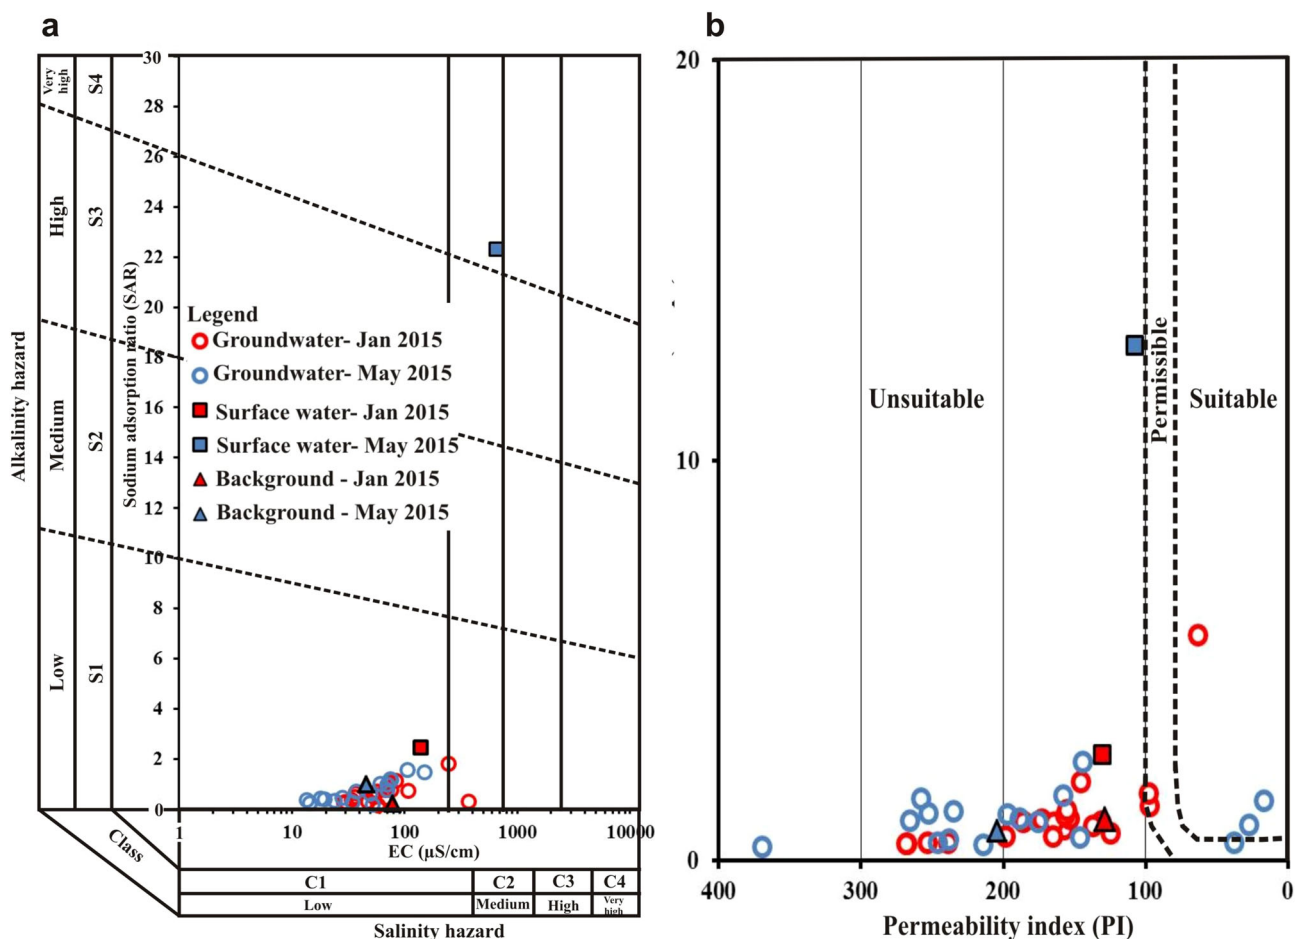 a
b
Very high
S4
High
S3
Medium
S2
Low
S1
Alkalinity hazard
Class
Sodium adsorption ratio (SAR)
30
28
26
24
22
20
18
16
14
12
10
8
6
4
2
0
Legend
Groundwater- Jan 2015
Groundwater- May 2015
Surface water- Jan 2015
Surface water- May 2015
Background - Jan 2015
Background - May 2015
1
10
100
1000
10000
EC (µS/cm)
C1
C2
C3
C4
Low
Medium
High
Very high
Salinity hazard
20
10
0
Unsuitable
Permissible
Suitable
400
300
200
100
0
Permeability index (PI)